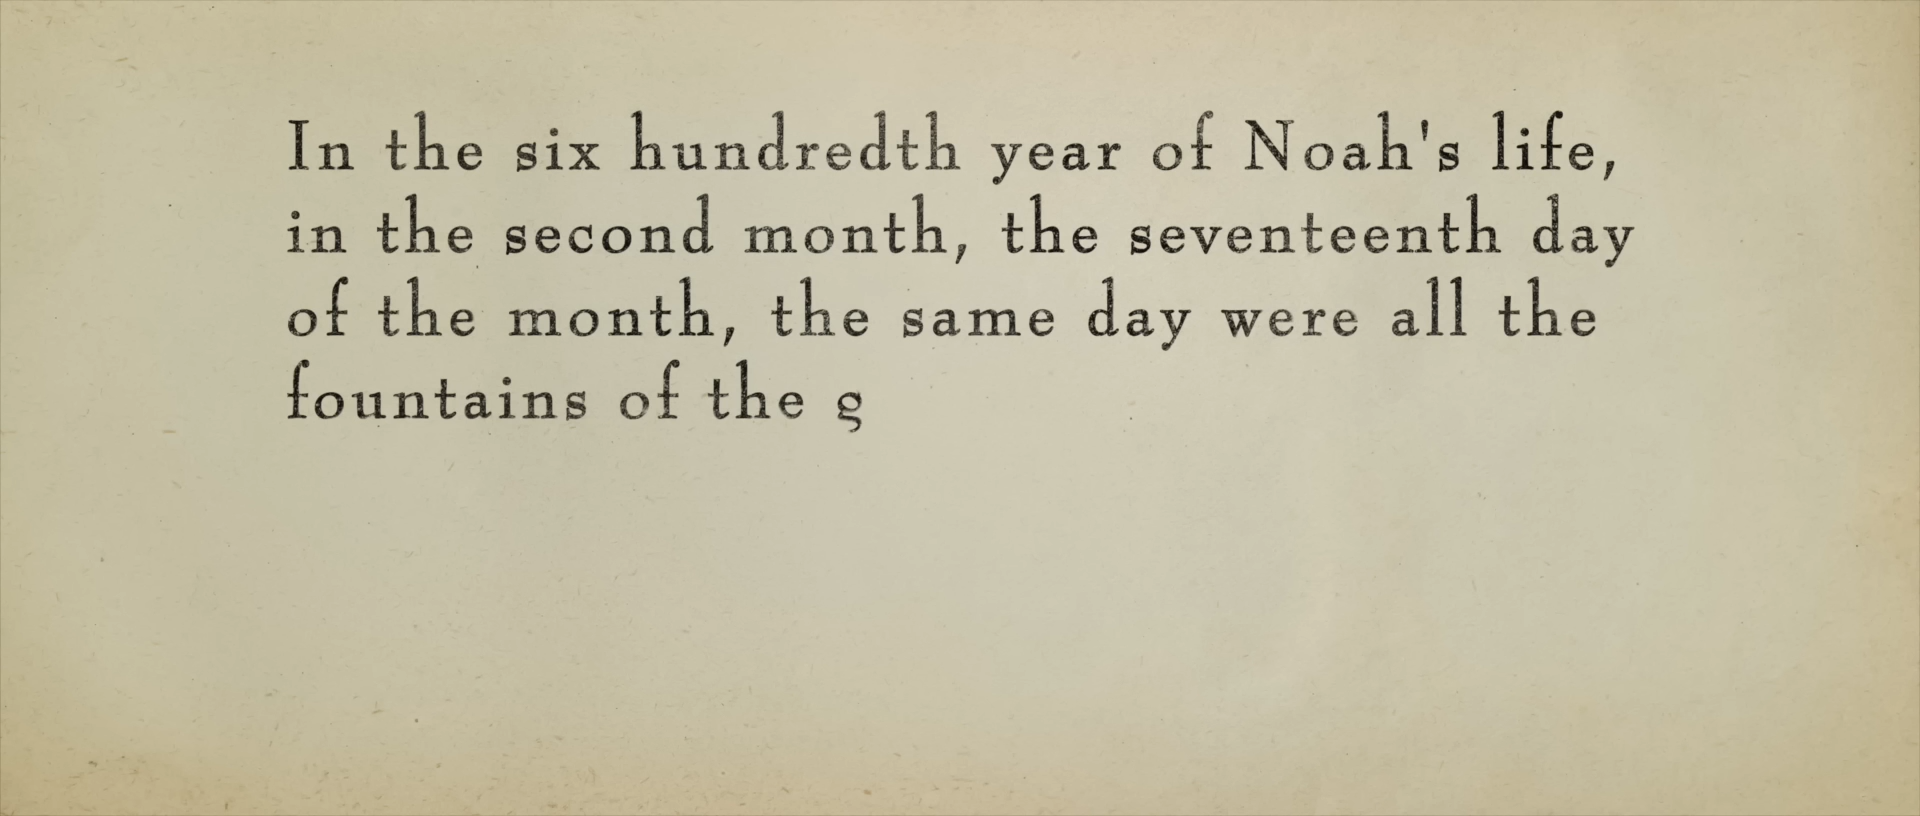 In the six hundredth year of Noah's life,
in the second month, the seventeenth day
of the month, the same day were all the
fountains of the g